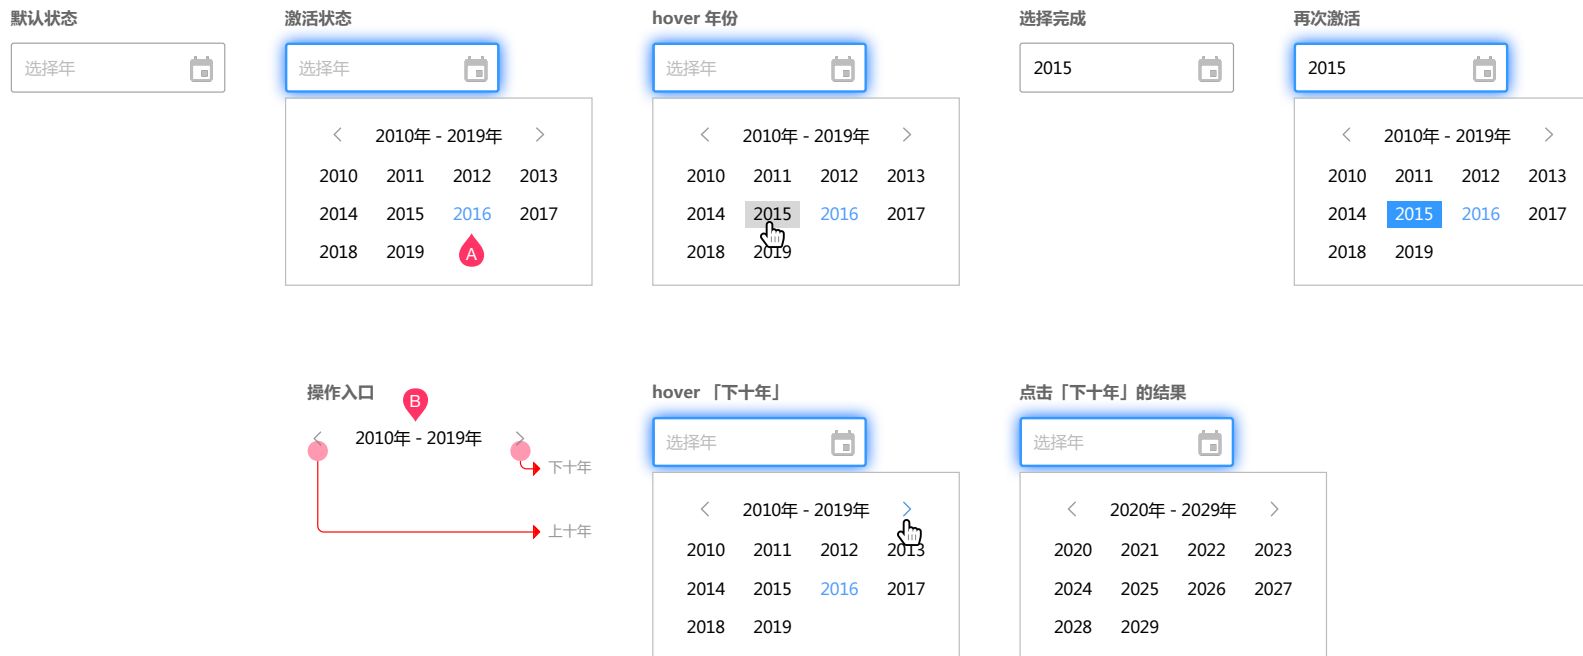 默认状态
选择年
激活状态
选择年
2010年 - 2019年
2010 2011 2012 2013
2014 2015 2016 2017
2018 2019 A
hover 年份
选择年
2010年 - 2019年
2010 2011 2012 2013
2014 2015 2016 2017
2018 2019
选择完成
2015
再次激活
2015
2010年 - 2019年
2010 2011 2012 2013
2014 2015 2016 2017
2018 2019
操作入口
B
2010年 - 2019年
下十年
上十年
hover 「下十年」
选择年
2010年 - 2019年
2010 2011 2012 2013
2014 2015 2016 2017
2018 2019
点击「下十年」的结果
选择年
2020年 - 2029年
2020 2021 2022 2023
2024 2025 2026 2027
2028 2029